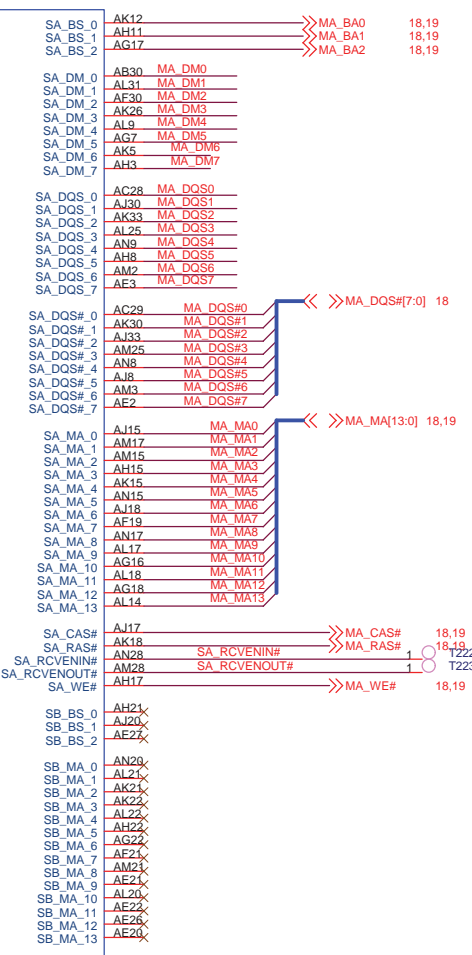 SA_BS_0 AK12 MA_BA0 18,19
SA_BS_1 AH11 MA_BA1 18,19
SA_BS_2 AG17 MA_BA2 18,19
SA_DM_0 AB30 MA_DM0
SA_DM_1 AL31 MA_DM1
SA_DM_2 AF30 MA_DM2
SA_DM_3 AK26 MA_DM3
SA_DM_4 AL9 MA_DM4
SA_DM_5 AG7 MA_DM5
SA_DM_6 AK5 MA_DM6
SA_DM_7 AH3 MA_DM7
SA_DQS_0 AC28 MA_DQS0
SA_DQS_1 AJ30 MA_DQS1
SA_DQS_2 AK33 MA_DQS2
SA_DQS_3 AL25 MA_DQS3
SA_DQS_4 AN9 MA_DQS4
SA_DQS_5 AH8 MA_DQS5
SA_DQS_6 AM2 MA_DQS6
SA_DQS_7 AE3 MA_DQS7
MA_DQS#[7:0] 18
SA_DQS#_0 AC29 MA_DQS#0
SA_DQS#_1 AK30 MA_DQS#1
SA_DQS#_2 AJ33 MA_DQS#2
SA_DQS#_3 AM25 MA_DQS#3
SA_DQS#_4 AN8 MA_DQS#4
SA_DQS#_5 AJ8 MA_DQS#5
SA_DQS#_6 AM3 MA_DQS#6
SA_DQS#_7 AE2 MA_DQS#7
MA_MA[13:0] 18,19
SA_MA_0 AJ15 MA_MA0
SA_MA_1 AM17 MA_MA1
SA_MA_2 AM15 MA_MA2
SA_MA_3 AH15 MA_MA3
SA_MA_4 AK15 MA_MA4
SA_MA_5 AN15 MA_MA5
SA_MA_6 AJ18 MA_MA6
SA_MA_7 AF19 MA_MA7
SA_MA_8 AN17 MA_MA8
SA_MA_9 AL17 MA_MA9
SA_MA_10 AG16 MA_MA10
SA_MA_11 AL18 MA_MA11
SA_MA_12 AG18 MA_MA12
SA_MA_13 AL14 MA_MA13
SA_CAS# AJ17 MA_CAS# 18,19
SA_RAS# AK18 MA_RAS# 18,19
SA_RCVENIN# AN28 SA_RCVENIN# 1 T222
SA_RCVENOUT# AM28 SA_RCVENOUT# 1 T223
SA_WE# AH17 MA_WE# 18,19
SB_BS_0 AH21
SB_BS_1 AJ20
SB_BS_2 AE27
SB_MA_0 AN20
SB_MA_1 AL21
SB_MA_2 AK21
SB_MA_3 AK22
SB_MA_4 AL22
SB_MA_5 AH22
SB_MA_6 AG22
SB_MA_7 AF21
SB_MA_8 AM21
SB_MA_9 AE21
SB_MA_10 AL20
SB_MA_11 AE22
SB_MA_12 AE26
SB_MA_13 AE20